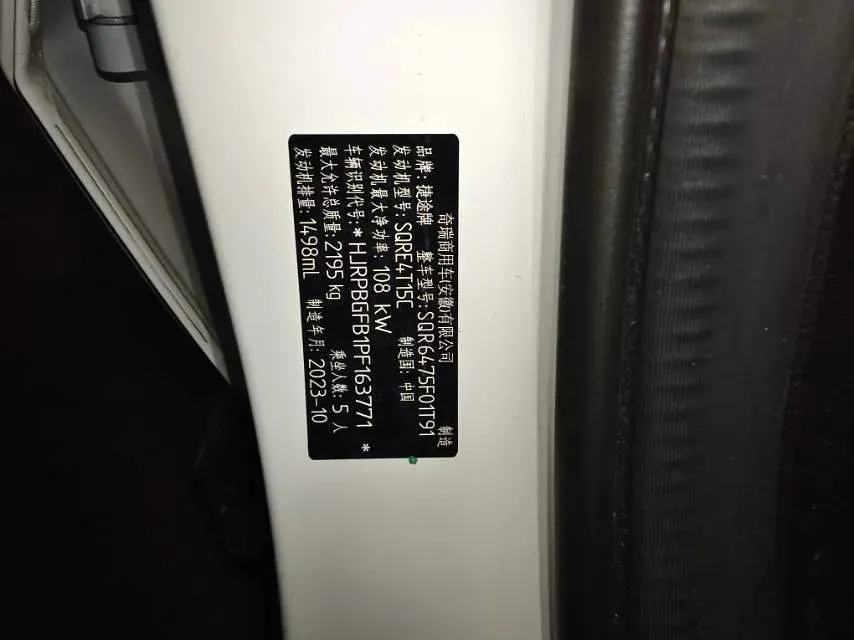 奇瑞商用车(安徽)有限公司 制造
品牌：捷途牌 整车型号：SQR6475F01T91
发动机型号：SQRE4T15C 制造国：中国
发动机最大净功率：108 kW
车辆识别代号：*HJRPBGFB1PF163771*
最大允许总质量：2195 kg 乘坐人数：5 人
发动机排量：1498mL 制造年月：2023-10